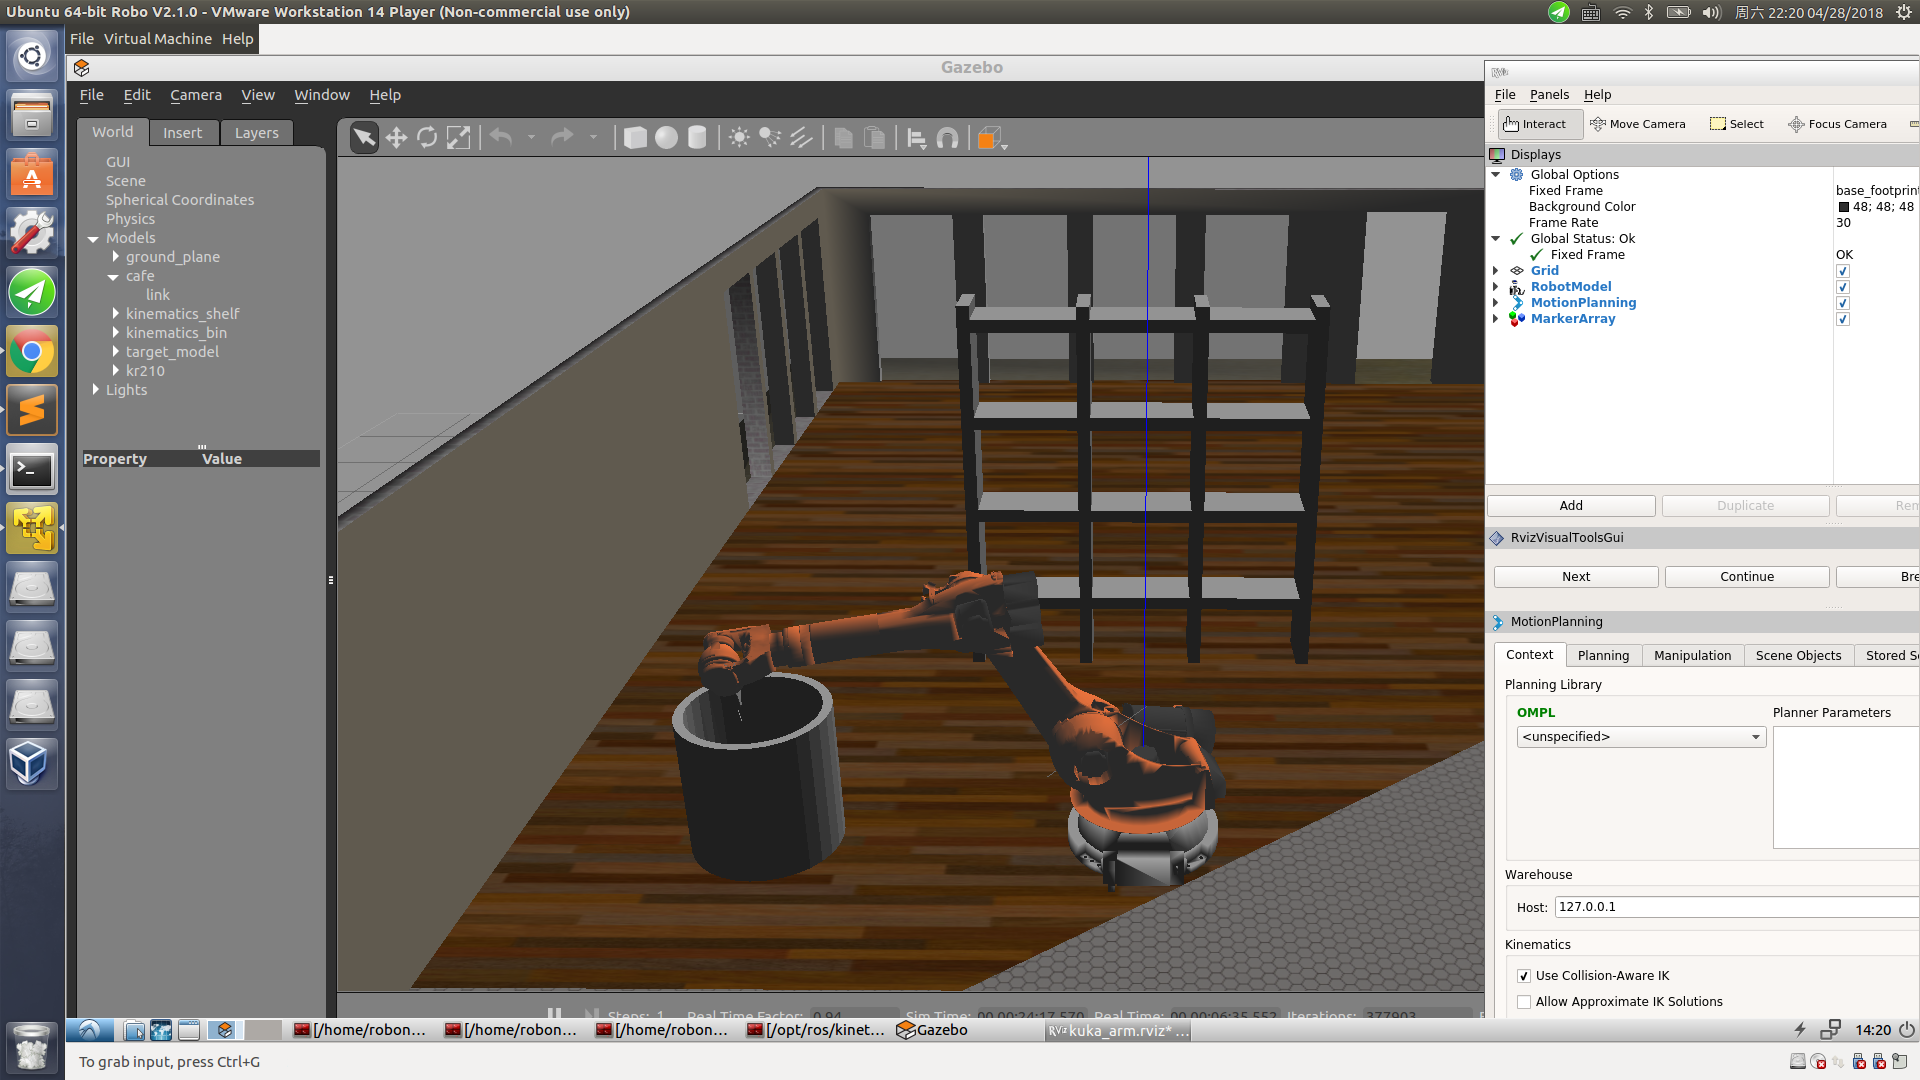 Ubuntu 64-bit Robo V2.1.0 - VMware Workstation 14 Player (Non-commercial use only)
周六 22:20 04/28/2018
File Virtual Machine Help
Gazebo
File Edit Camera View Window Help
World Insert Layers
GUI
Scene
Spherical Coordinates
Physics
Models
ground_plane
cafe
link
kinematics_shelf
kinematics_bin
target_model
kr210
Lights
Property Value
Steps: 1 Real Time Factor: 0.94 Sim Time: 00 00:24:17.570 Real Time: 00 00:06:35.552 Iterations: 377903
RViz
File Panels Help
Interact Move Camera Select Focus Camera
Displays
Global Options
Fixed Frame base_footprint
Background Color 48; 48; 48
Frame Rate 30
Global Status: Ok
Fixed Frame OK
Grid
RobotModel
MotionPlanning
MarkerArray
Add Duplicate Rem
RvizVisualToolsGui
Next Continue Bre
MotionPlanning
Context Planning Manipulation Scene Objects Stored S
Planning Library
OMPL Planner Parameters
<unspecified>
Warehouse
Host: 127.0.0.1
Kinematics
Use Collision-Aware IK
Allow Approximate IK Solutions
[/home/robon... [/home/robon... [/home/robon... [/opt/ros/kinet... Gazebo RViz kuka_arm.rviz* ... 14:20
To grab input, press Ctrl+G